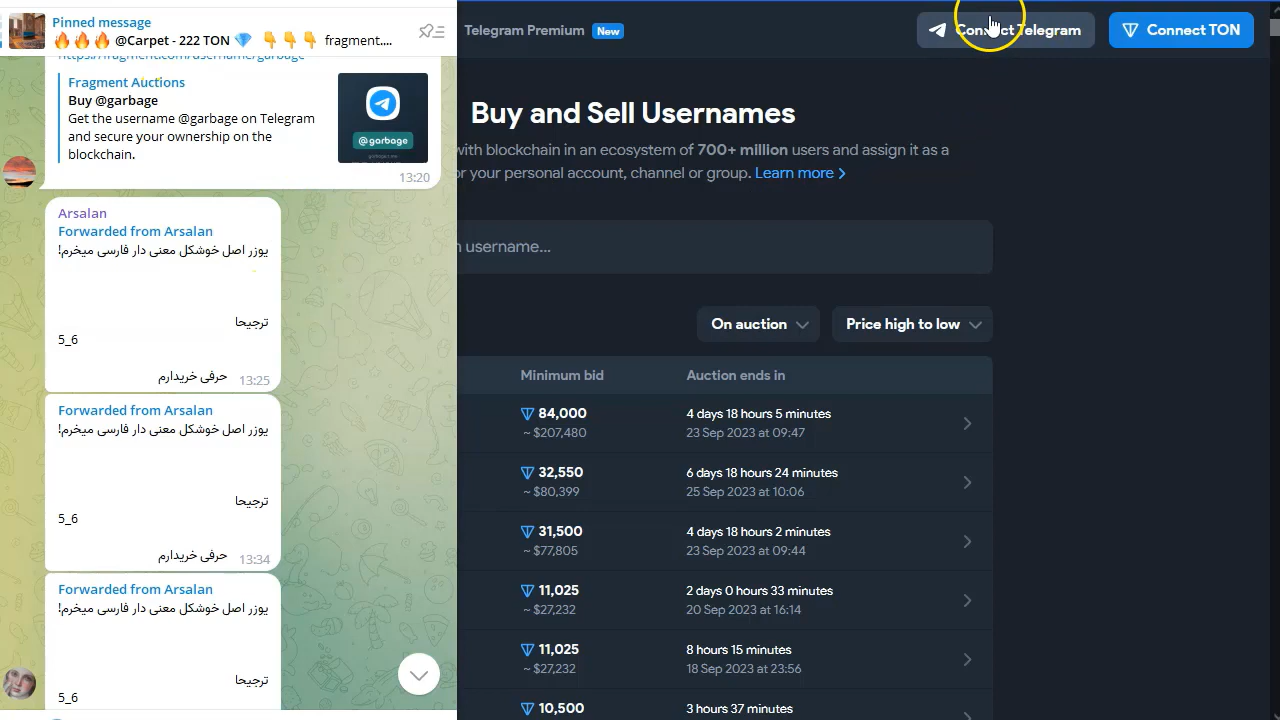 Pinned message
🔥🔥🔥 @Carpet - 222 TON 💎 👇👇👇 fragment....
https://fragment.com/username/garbage
Fragment Auctions
Buy @garbage
Get the username @garbage on Telegram
and secure your ownership on the
blockchain.
@garbage
13:20
Arsalan
Forwarded from Arsalan
یوزر اصل خوشکل معنی دار فارسی میخرم!
ترجیحا
5_6
حرفی خریدارم
13:25
Forwarded from Arsalan
یوزر اصل خوشکل معنی دار فارسی میخرم!
ترجیحا
5_6
حرفی خریدارم
13:34
Forwarded from Arsalan
یوزر اصل خوشکل معنی دار فارسی میخرم!
ترجیحا
5_6
Telegram Premium New
Connect Telegram
Connect TON
Buy and Sell Usernames
with blockchain in an ecosystem of 700+ million users and assign it as a
or your personal account, channel or group. Learn more >
username...
On auction
Price high to low
Minimum bid Auction ends in
84,000 4 days 18 hours 5 minutes
~ $207,480 23 Sep 2023 at 09:47
32,550 6 days 18 hours 24 minutes
~ $80,399 25 Sep 2023 at 10:06
31,500 4 days 18 hours 2 minutes
~ $77,805 23 Sep 2023 at 09:44
11,025 2 days 0 hours 33 minutes
~ $27,232 20 Sep 2023 at 16:14
11,025 8 hours 15 minutes
~ $27,232 18 Sep 2023 at 23:56
10,500 3 hours 37 minutes